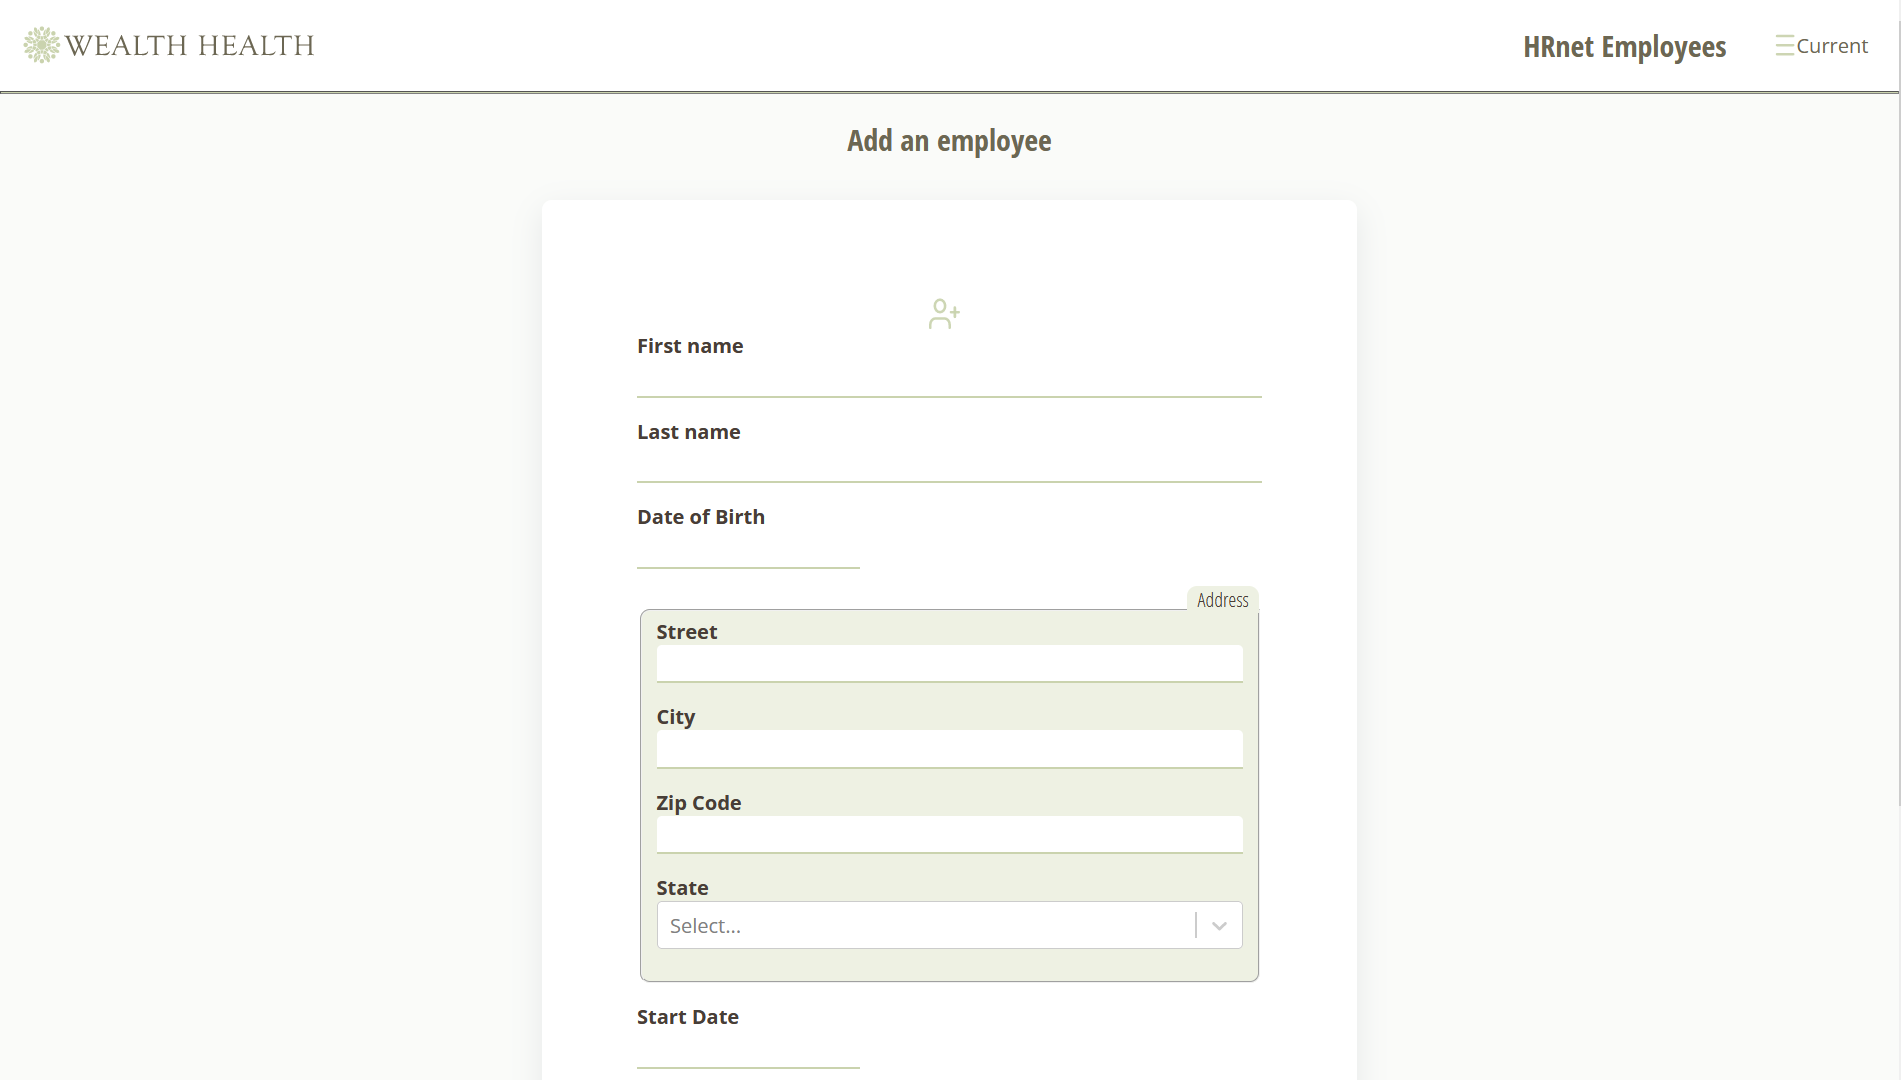 WEALTH HEALTH
HRnet Employees
Current
Add an employee
First name
Last name
Date of Birth
Address
Street
City
Zip Code
State
Select...
Start Date